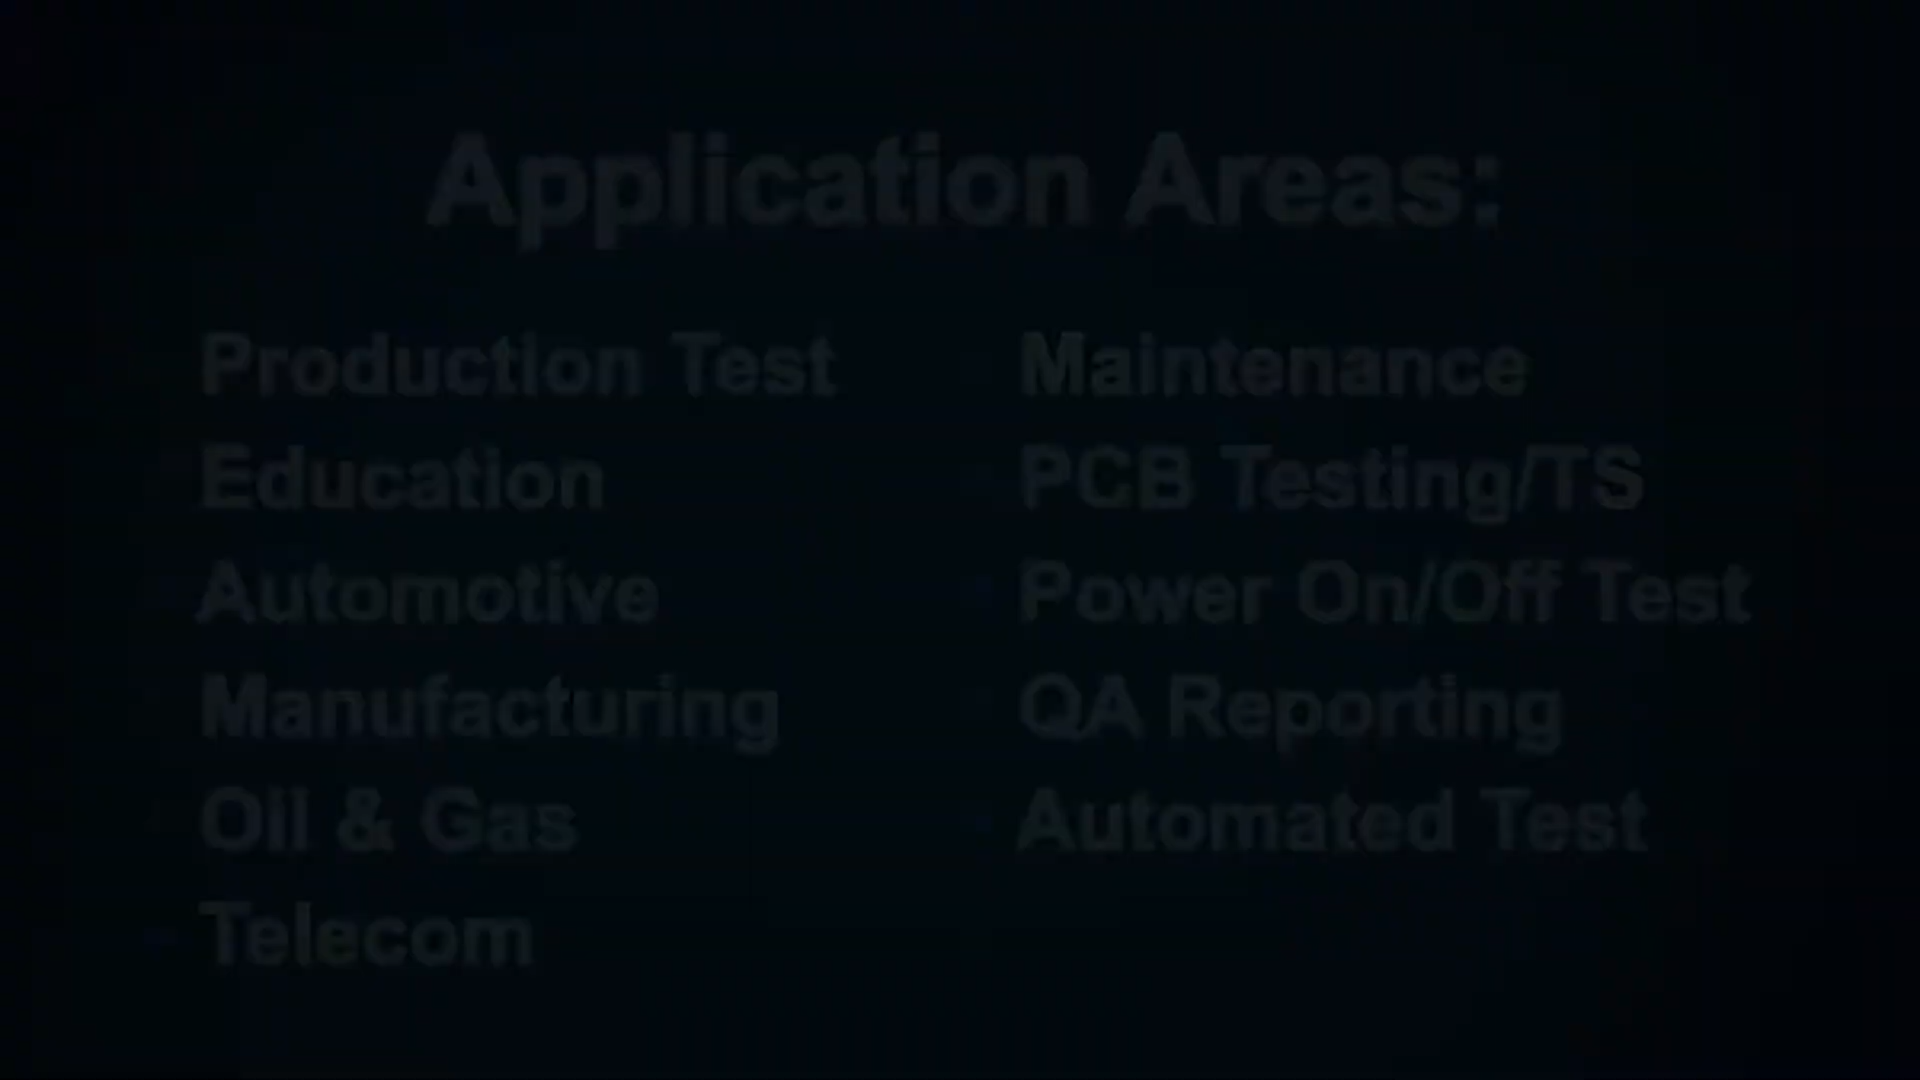 Application Areas:
Production Test
Education
Automotive
Manufacturing
Oil & Gas
Telecom
Maintenance
PCB Testing/TS
Power On/Off Test
QA Reporting
Automated Test